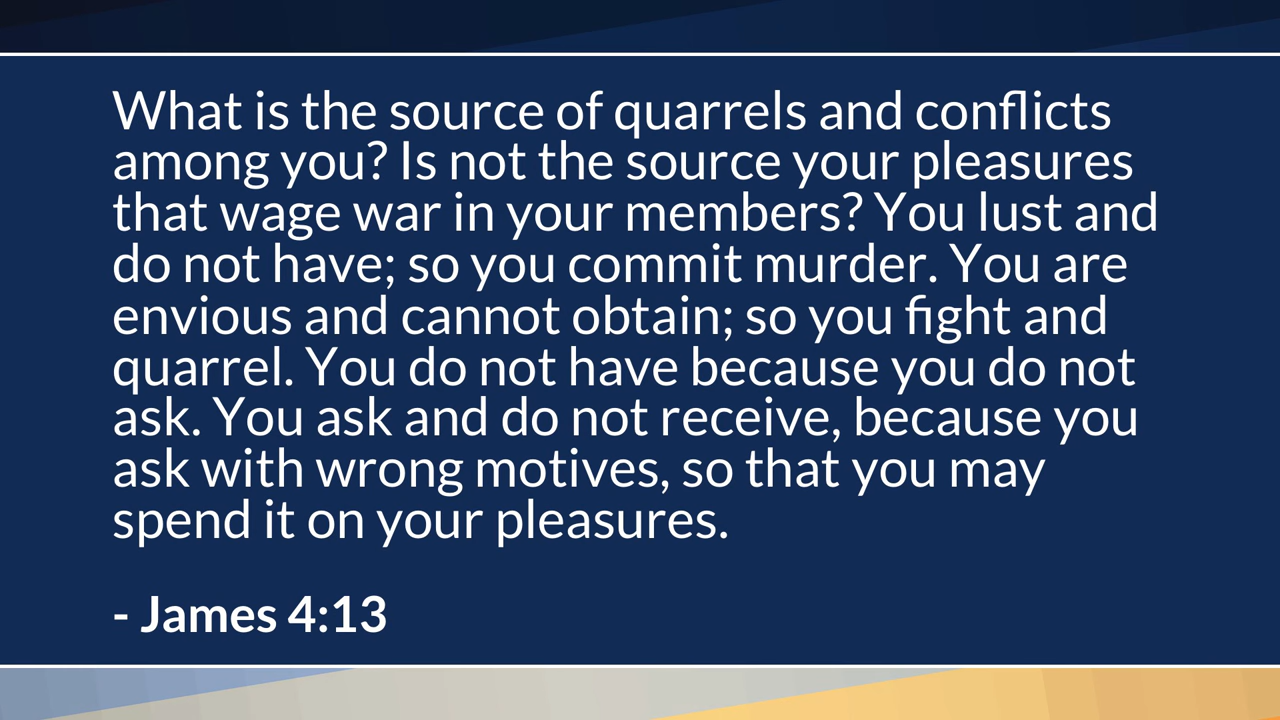 What is the source of quarrels and conflicts
among you? Is not the source your pleasures
that wage war in your members? You lust and
do not have; so you commit murder. You are
envious and cannot obtain; so you fight and
quarrel. You do not have because you do not
ask. You ask and do not receive, because you
ask with wrong motives, so that you may
spend it on your pleasures.
- James 4:13